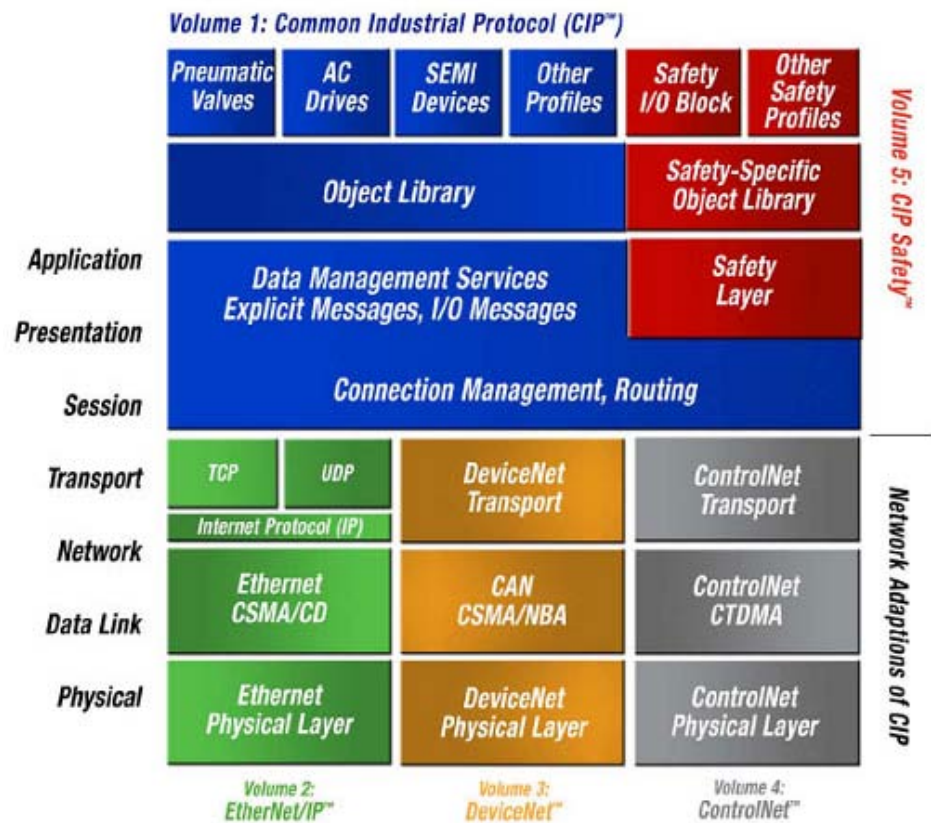 Volume 1: Common Industrial Protocol (CIP™)
Pneumatic
Valves
AC
Drives
SEMI
Devices
Other
Profiles
Safety
I/O Block
Other
Safety
Profiles
Object Library
Safety-Specific
Object Library
Volume 5: CIP Safety™
Application
Presentation
Session
Data Management Services
Explicit Messages, I/O Messages
Safety
Layer
Connection Management, Routing
Transport
Network
Data Link
Physical
TCP
UDP
Internet Protocol (IP)
DeviceNet
Transport
ControlNet
Transport
Ethernet
CSMA/CD
CAN
CSMA/NBA
ControlNet
CTDMA
Ethernet
Physical Layer
DeviceNet
Physical Layer
ControlNet
Physical Layer
Network Adaptions of CIP
Volume 2:
EtherNet/IP™
Volume 3:
DeviceNet™
Volume 4:
ControlNet™